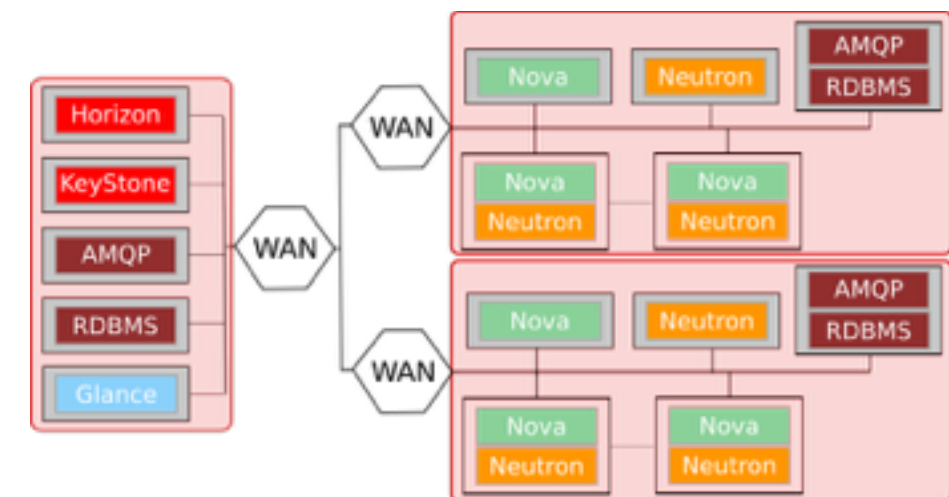 Horizon
KeyStone
AMQP
RDBMS
Glance
WAN
WAN
Nova
Neutron
AMQP
RDBMS
Nova
Neutron
Nova
Neutron
WAN
Nova
Neutron
AMQP
RDBMS
Nova
Neutron
Nova
Neutron